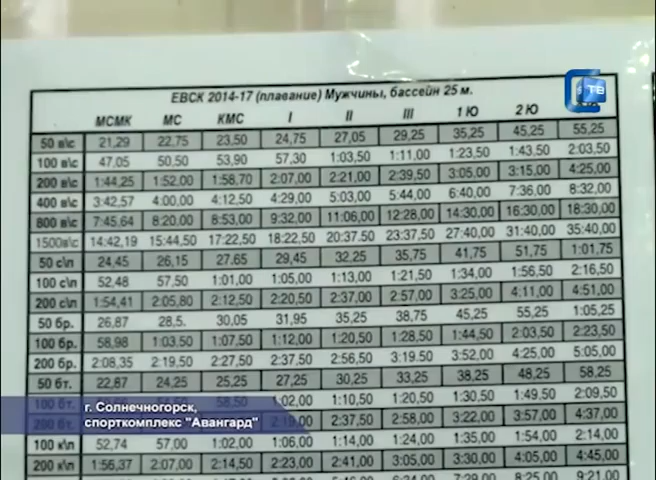 ТВ
ЕВСК 2014-17 (плавание) Мужчины, бассейн 25 м.
МСМК МС КМС I II III 1 Ю 2 Ю
50 в\с 21,29 22,75 23,50 24,75 27,05 29,25 35,25 45,25 55,25
100 в\с 47,05 50,50 53,90 57,30 1:03,50 1:11,00 1:23,50 1:43,50 2:03,50
200 в\с 1:44,25 1:52,00 1:58,70 2:07,00 2:21,00 2:39,50 3:05,00 3:15,00 4:25,00
400 в\с 3:42,57 4:00,00 4:12,50 4:29,00 5:03,00 5:44,00 6:40,00 7:36,00 8:32,00
800 в\с 7:45,64 8:20,00 8:53,00 9:32,00 11:06,00 12:28,00 14:30,00 16:30,00 18:30,00
1500в\с 14:42,19 15:44,50 17:22,50 18:22,50 20:37,50 23:37,50 27:40,00 31:40,00 35:40,00
50 с\п 24,45 26,15 27,65 29,45 32,25 35,75 41,75 51,75 1:01,75
100 с\п 52,48 57,50 1:01,00 1:05,00 1:13,00 1:21,50 1:34,00 1:56,50 2:16,50
200 с\п 1:54,41 2:05,80 2:12,50 2:20,50 2:37,00 2:57,00 3:25,00 4:11,00 4:51,00
50 бр. 26,87 28,5. 30,05 31,95 35,25 38,75 45,25 55,25 1:05,25
100 бр. 58,98 1:03,50 1:07,50 1:12,00 1:20,50 1:28,50 1:44,50 2:03,50 2:23,50
200 бр. 2:08,35 2:19,50 2:27,50 2:37,50 2:56,50 3:19,50 3:52,00 4:25,00 5:05,00
50 бт. 22,87 24,25 25,25 27,25 30,25 33,25 38,25 48,25 58,25
100 бт. 58,50 1:02,00 1:10,50 1:20,50 1:30,50 1:49,50 2:09,50
г. Солнечногорск,
200 бт. 2:19,00 2:37,50 2:58,00 3:22,00 3:57,00 4:37,00
спорткомплекс "Авангард"
100 к\п 52,74 57,00 1:02,00 1:06,00 1:14,00 1:24,00 1:35,00 1:54,00 2:14,00
200 к\п 1:56,37 2:07,00 2:14,50 2:23,00 2:41,00 3:05,00 3:30,00 4:05,00 4:45,00
7:29,00 8:25,00 9:21,00